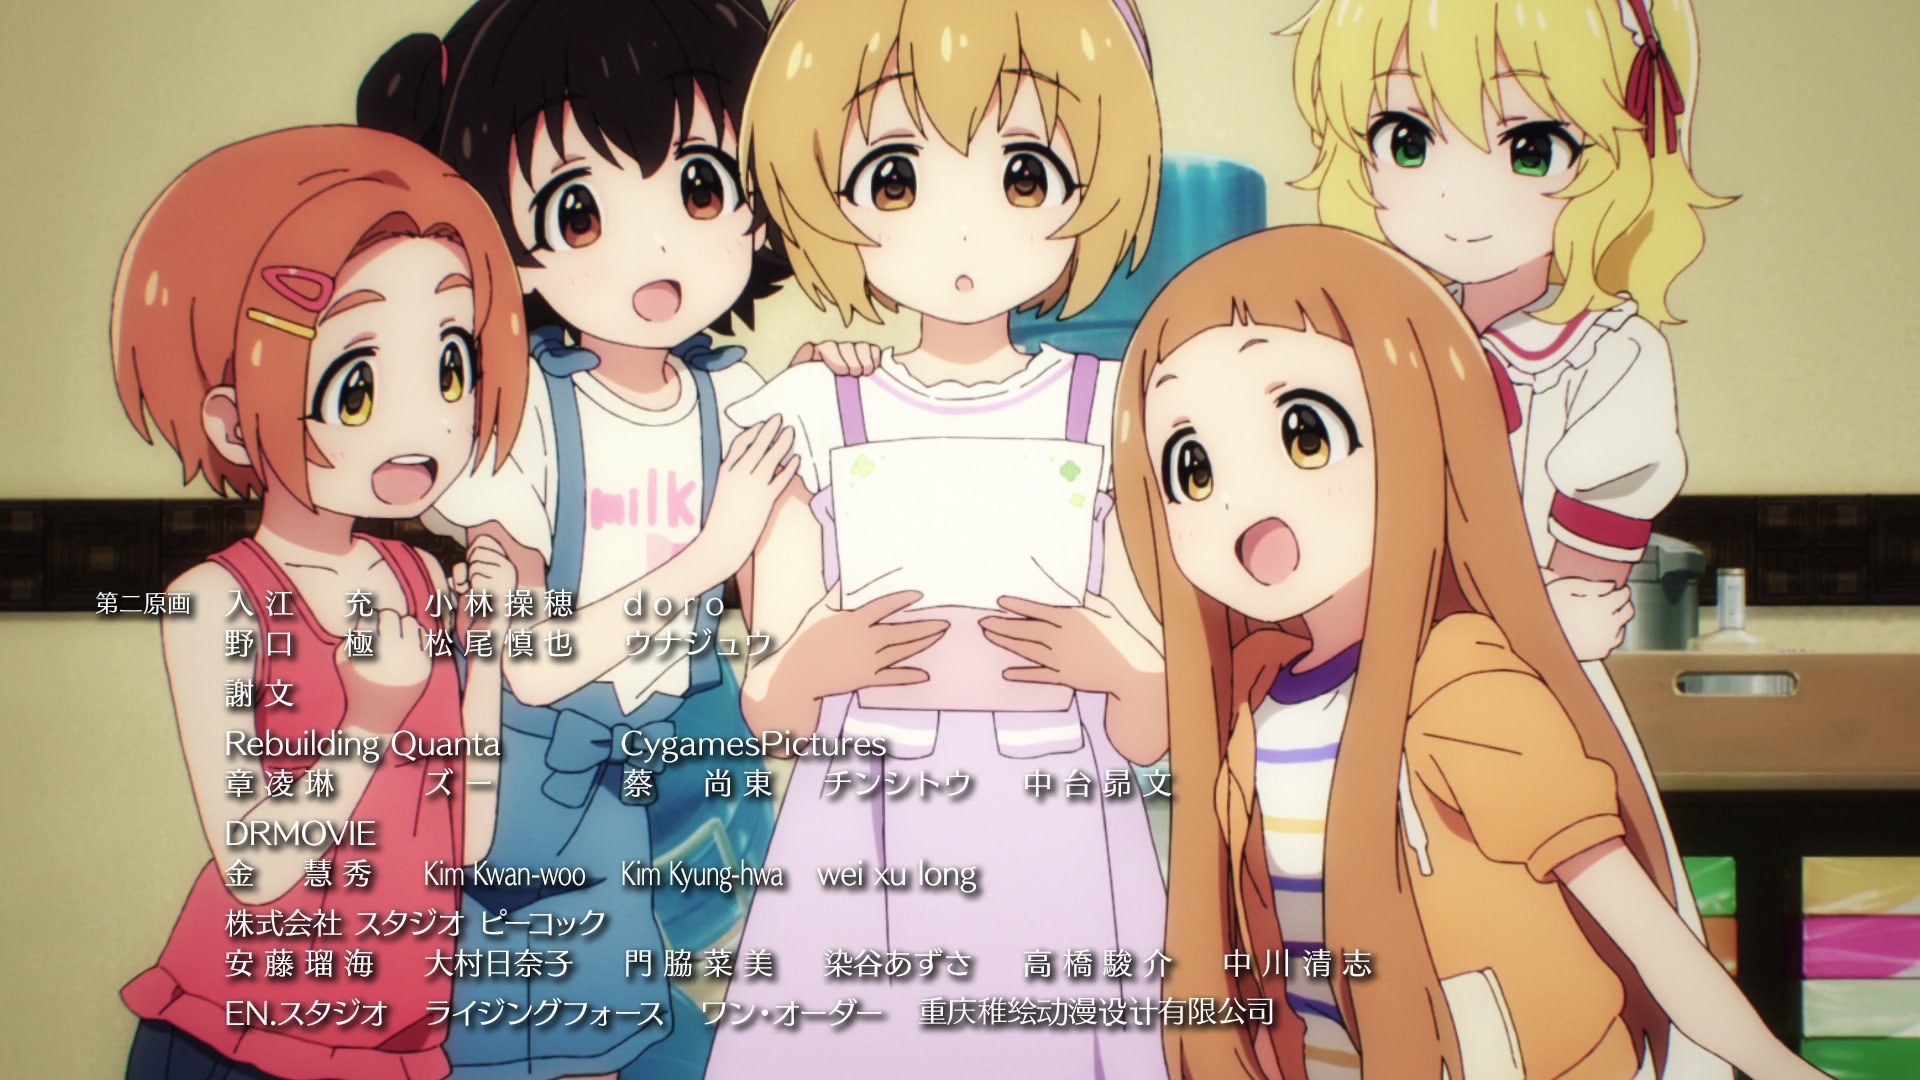 milk
第二原画 入江 充 小林操穂 doro
野口 極 松尾慎也 ウナジュウ
謝文
Rebuilding Quanta CygamesPictures
章凌琳 ズー 蔡 尚東 チンシトウ 中台昴文
DRMOVIE
金 慧秀 Kim Kwan-woo Kim Kyung-hwa wei xu long
株式会社 スタジオ ピーコック
安藤瑠海 大村日奈子 門脇菜美 染谷あずさ 高橋駿介 中川清志
EN.スタジオ ライジングフォース ワン・オーダー 重庆稚绘动漫设计有限公司